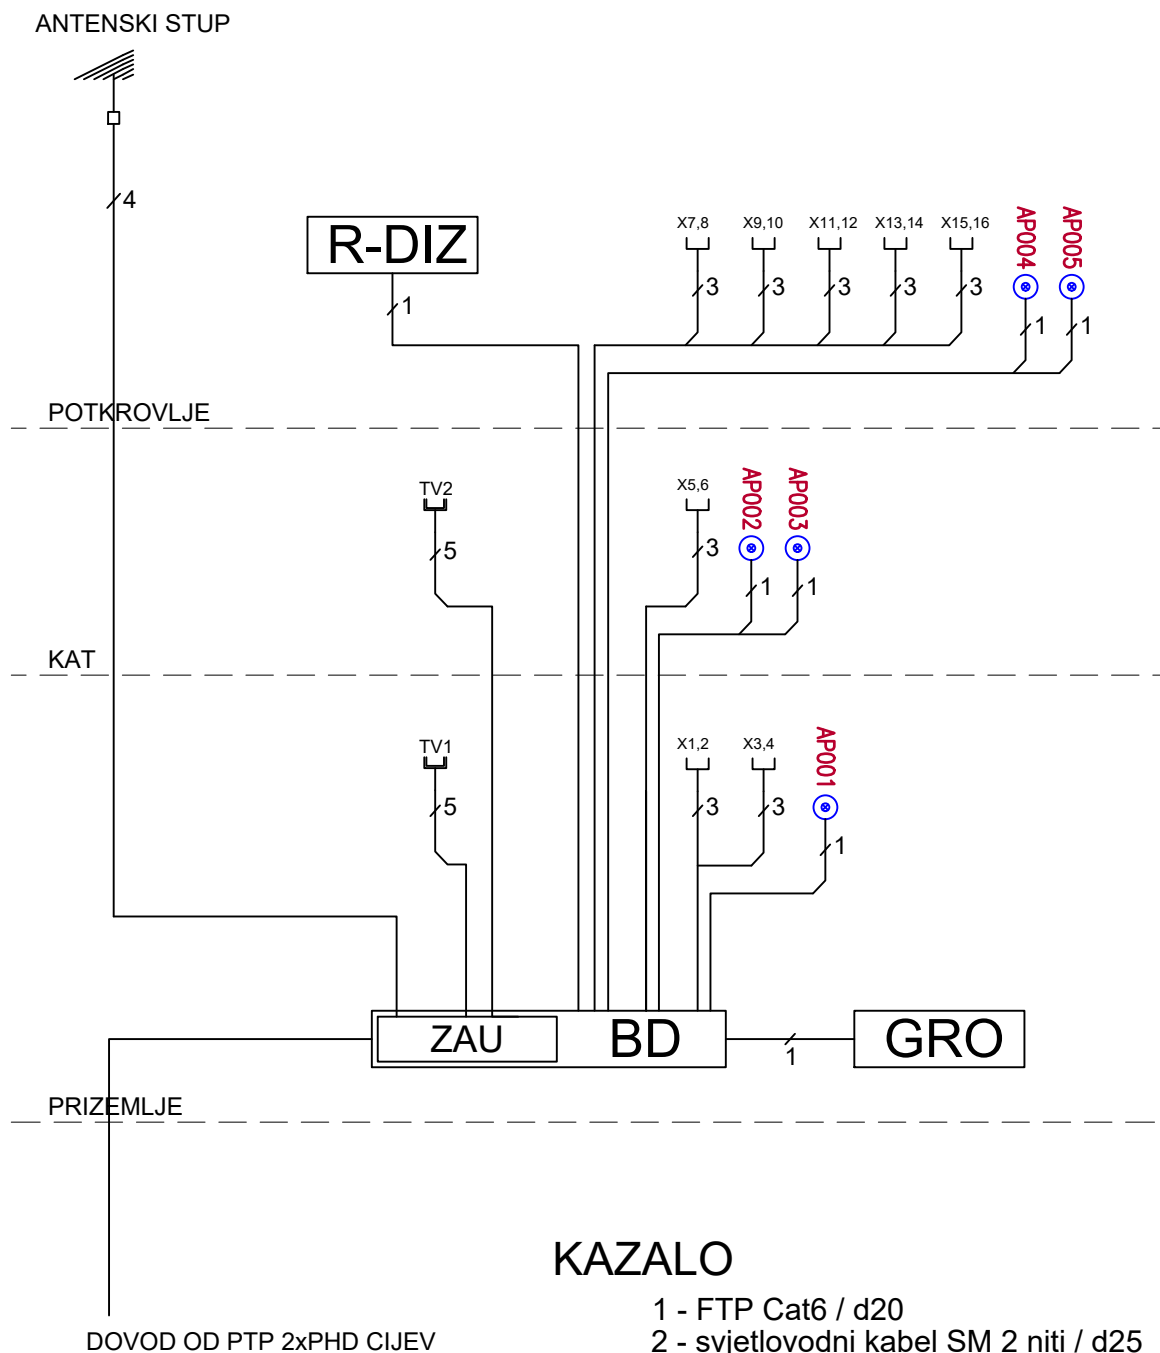 ANTENSKI STUP
4
R-DIZ
1
X7,8
X9,10
X11,12
X13,14
X15,16
AP004
AP005
3
3
3
3
3
1
1
POTKROVLJE
TV2
X5,6
AP002
AP003
5
3
1
1
KAT
TV1
X1,2
X3,4
AP001
5
3
3
1
ZAU
BD
1
GRO
PRIZEMLJE
KAZALO
1 - FTP Cat6 / d20
2 - svjetlovodni kabel SM 2 niti / d25
DOVOD OD PTP 2xPHD CIJEV